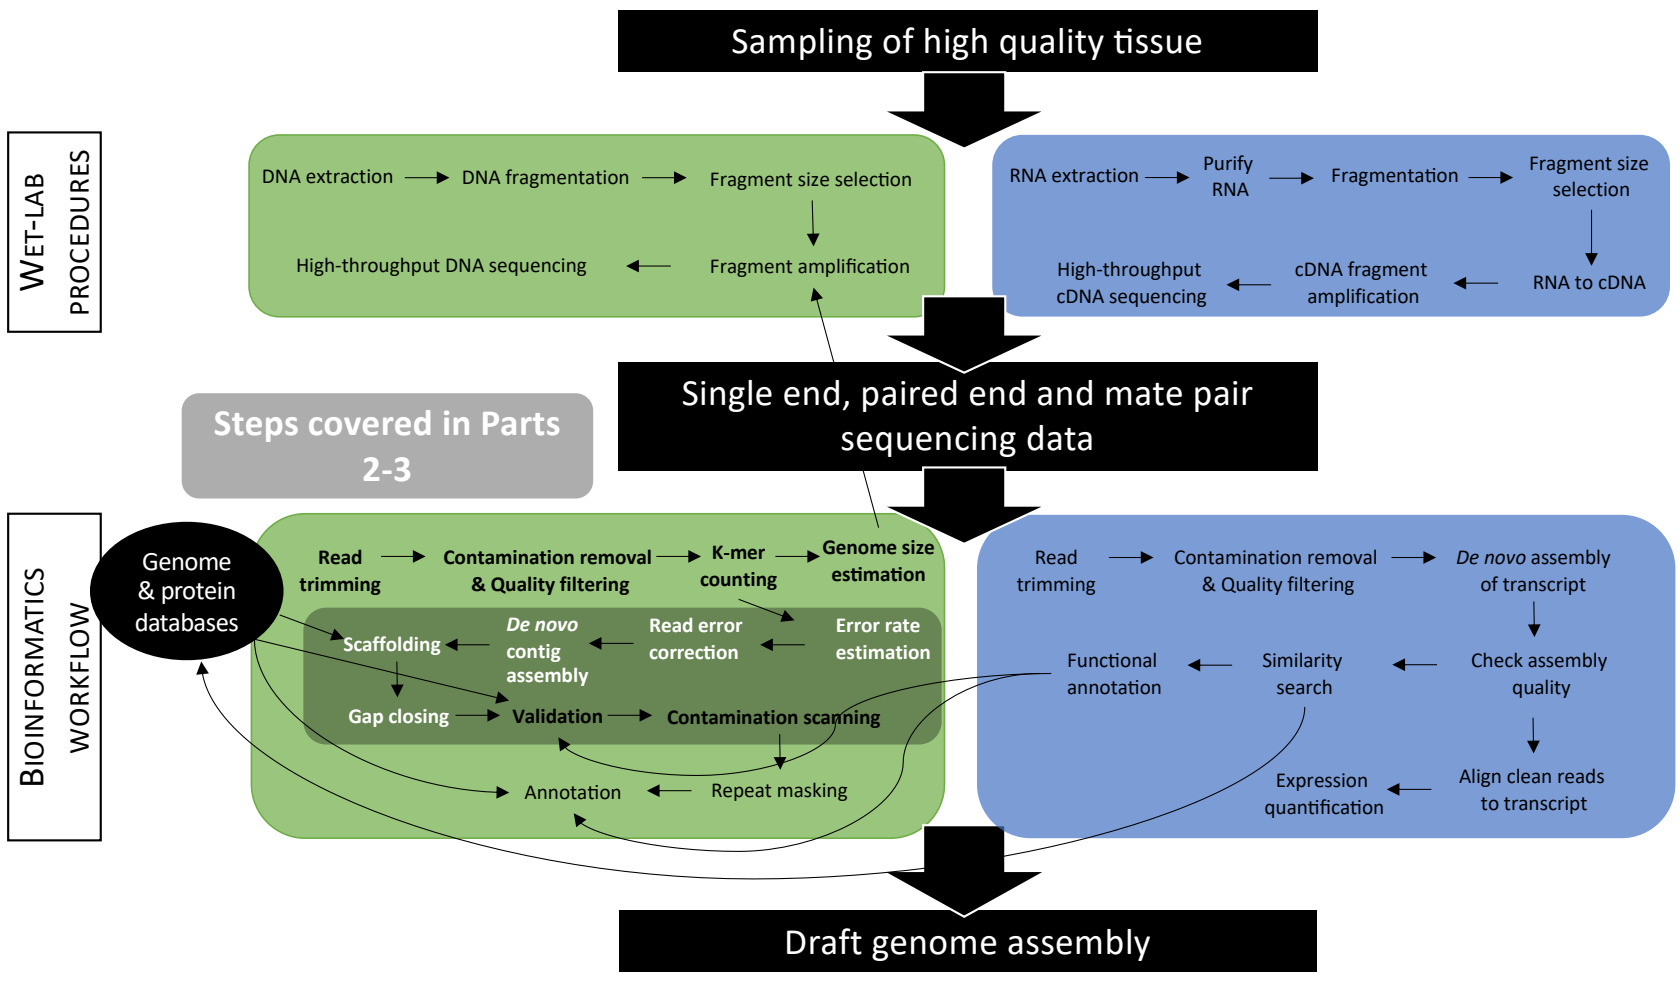 Sampling of high quality tissue
WET-LAB
PROCEDURES
DNA extraction
DNA fragmentation
Fragment size selection
High-throughput DNA sequencing
Fragment amplification
RNA extraction
Purify
RNA
Fragmentation
Fragment size
selection
High-throughput
cDNA sequencing
cDNA fragment
amplification
RNA to cDNA
Single end, paired end and mate pair
sequencing data
Steps covered in Parts
2-3
BIOINFORMATICS
WORKFLOW
Genome
& protein
databases
Read
trimming
Contamination removal
& Quality filtering
K-mer
counting
Genome size
estimation
Scaffolding
De novo
contig
assembly
Read error
correction
Error rate
estimation
Gap closing
Validation
Contamination scanning
Annotation
Repeat masking
Read
trimming
Contamination removal
& Quality filtering
De novo assembly
of transcript
Functional
annotation
Similarity
search
Check assembly
quality
Expression
quantification
Align clean reads
to transcript
Draft genome assembly